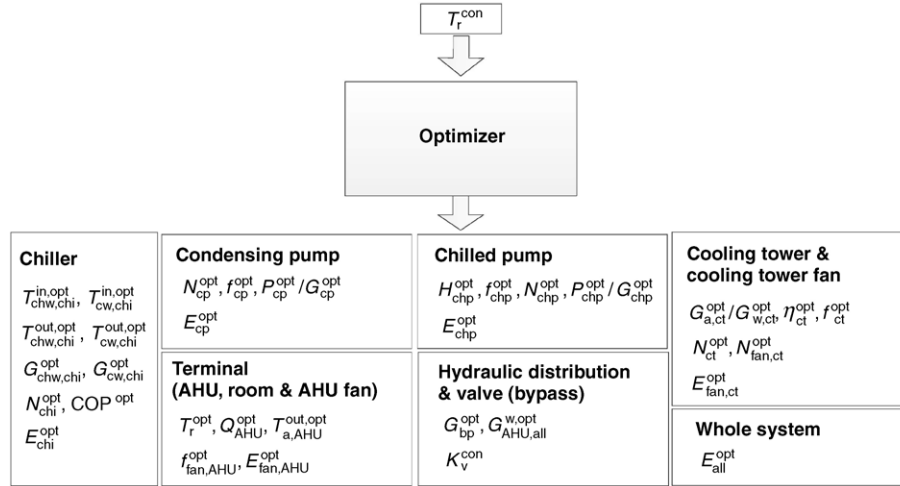 T_r^con
Optimizer
Chiller
T_chw,chi^in,opt, T_cw,chi^in,opt
T_chw,chi^out,opt, T_cw,chi^out,opt
G_chw,chi^opt, G_cw,chi^opt
N_chi^opt, COP^opt
E_chi^opt
Condensing pump
N_cp^opt, f_cp^opt, P_cp^opt/G_cp^opt
E_cp^opt
Terminal
(AHU, room & AHU fan)
T_r^opt, Q_AHU^opt, T_a,AHU^out,opt
f_fan,AHU^opt, E_fan,AHU^opt
Chilled pump
H_chp^opt, f_chp^opt, N_chp^opt, P_chp^opt/G_chp^opt
E_chp^opt
Hydraulic distribution
& valve (bypass)
G_bp^opt, G_AHU,all^w,opt
K_v^con
Cooling tower &
cooling tower fan
G_a,ct^opt/G_w,ct^opt, η_ct^opt, f_ct^opt
N_ct^opt, N_fan,ct^opt
E_fan,ct^opt
Whole system
E_all^opt